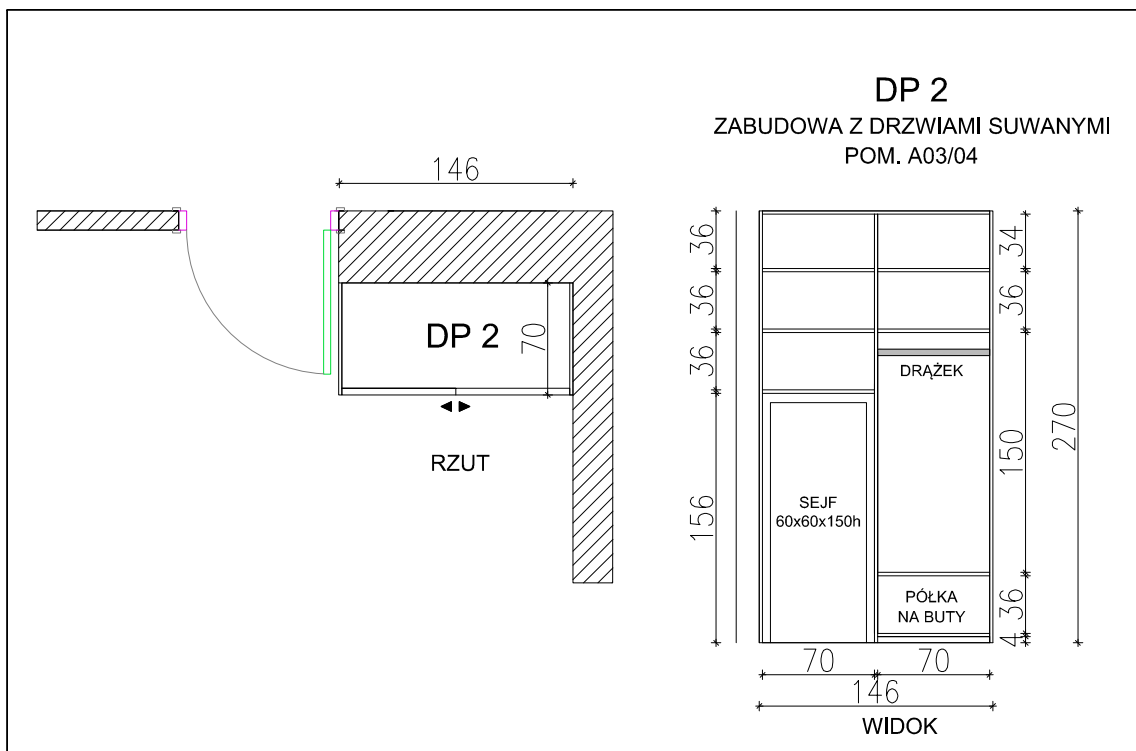 DP 2
ZABUDOWA Z DRZWIAMI SUWANYMI
POM. A03/04
146
DP 2
70
RZUT
36
36
36
156
DRĄŻEK
SEJF
60x60x150h
PÓŁKA
NA BUTY
34
36
150
36
4
270
70
70
146
WIDOK